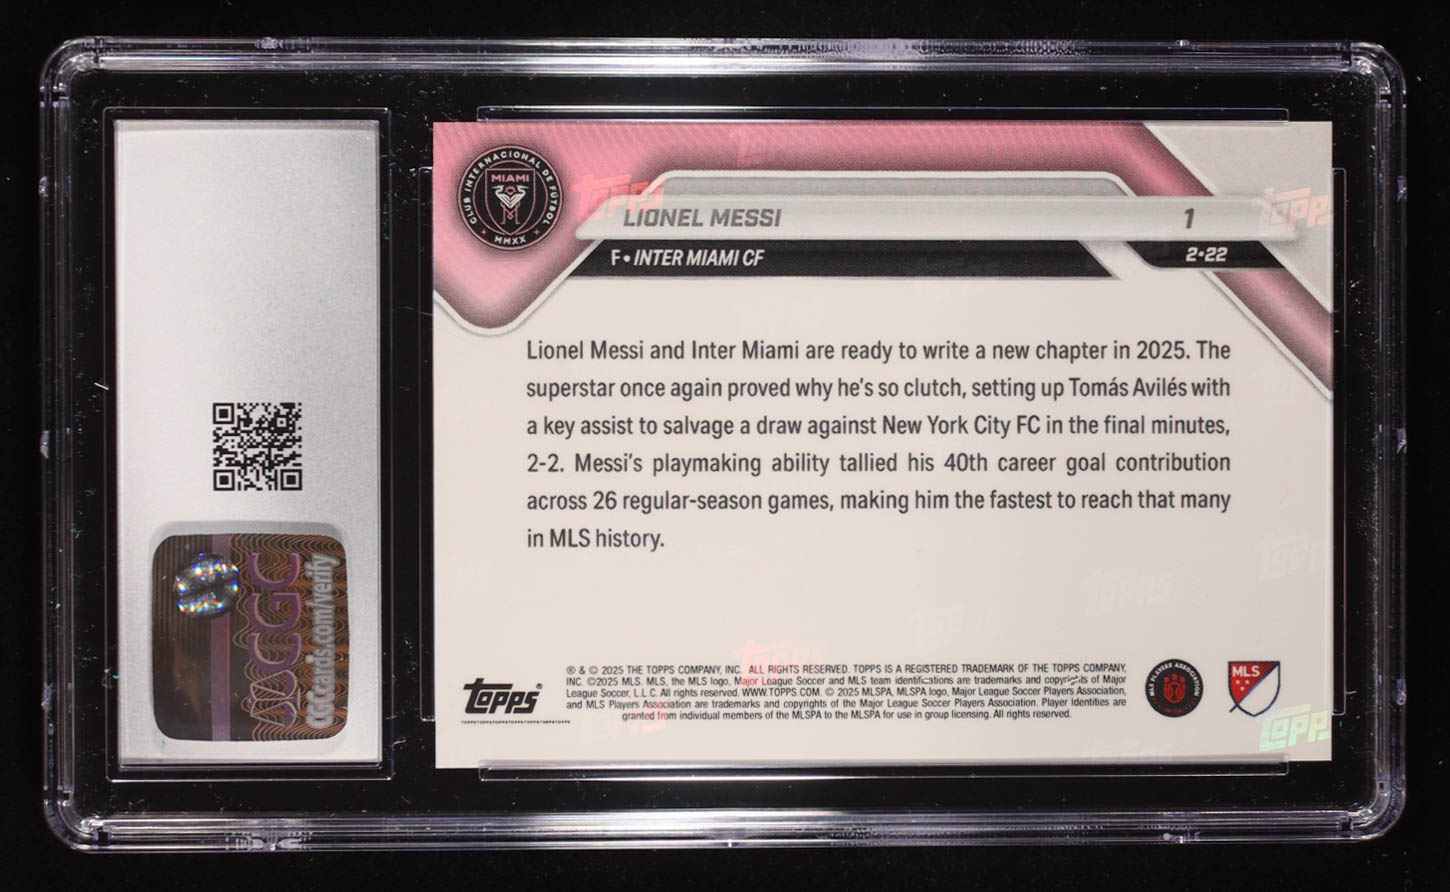 CLUB INTERNACIONAL DE FÚTBOL
MIAMI
MMXX
LIONEL MESSI
1
F • INTER MIAMI CF
2•22
Lionel Messi and Inter Miami are ready to write a new chapter in 2025. The
superstar once again proved why he's so clutch, setting up Tomás Avilés with
a key assist to salvage a draw against New York City FC in the final minutes,
2-2. Messi's playmaking ability tallied his 40th career goal contribution
across 26 regular-season games, making him the fastest to reach that many
in MLS history.
CGC
CGCcards.com/verify
Topps®
® & © 2025 THE TOPPS COMPANY, INC. ALL RIGHTS RESERVED. TOPPS IS A REGISTERED TRADEMARK OF THE TOPPS COMPANY,
INC. ©2025 MLS. MLS, the MLS logo, Major League Soccer and MLS team identifications are trademarks and copyrights of Major
League Soccer, L.L.C. All rights reserved. WWW.TOPPS.COM. © 2025 MLSPA, MLSPA logo, Major League Soccer Players Association,
and MLS Players Association are trademarks and copyrights of the Major League Soccer Players Association. Player Identities are
granted from individual members of the MLSPA to the MLSPA for use in group licensing. All rights reserved.
MLS PLAYERS ASSOCIATION
MLS
Topps